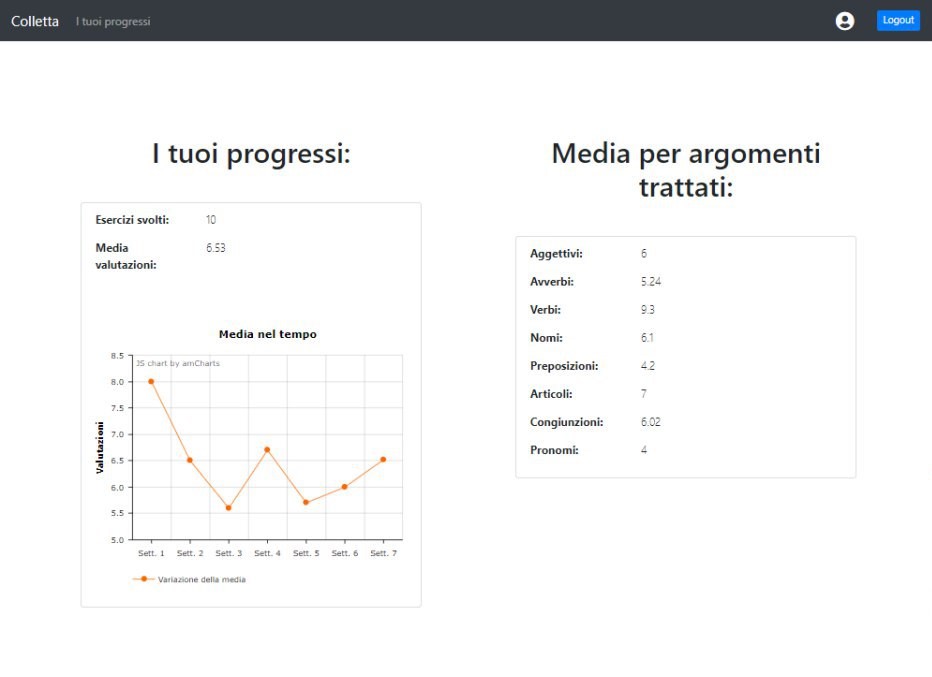 Colletta I tuoi progressi Logout
I tuoi progressi:
Esercizi svolti: 10
Media 6.53
valutazioni:
Media nel tempo
JS chart by amCharts
Valutazioni
8.5
8.0
7.5
7.0
6.5
6.0
5.5
5.0
Sett. 1 Sett. 2 Sett. 3 Sett. 4 Sett. 5 Sett. 6 Sett. 7
Variazione della media
Media per argomenti
trattati:
Aggettivi: 6
Avverbi: 5.24
Verbi: 9.3
Nomi: 6.1
Preposizioni: 4.2
Articoli: 7
Congiunzioni: 6.02
Pronomi: 4